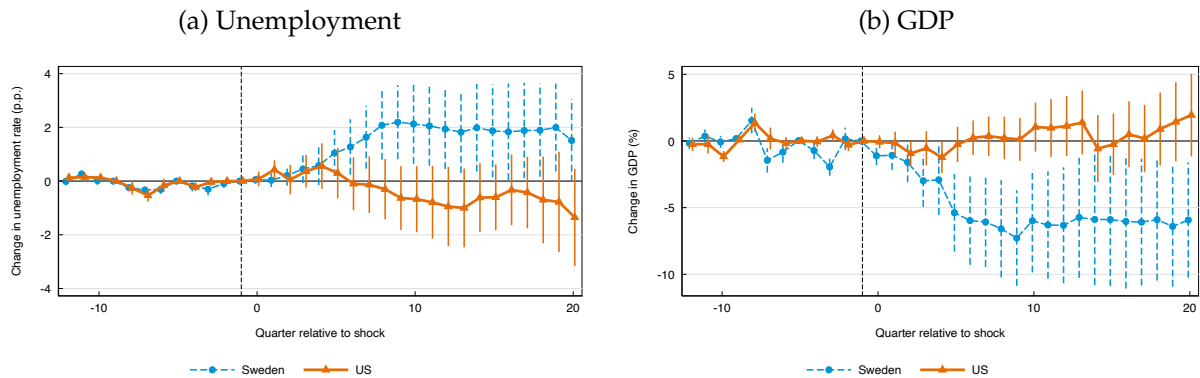 (a) Unemployment
Change in unemployment rate (p.p.)
4
2
0
-2
-4
-10
0
10
20
Quarter relative to shock
Sweden
US
(b) GDP
Change in GDP (%)
5
0
-5
-10
-10
0
10
20
Quarter relative to shock
Sweden
US